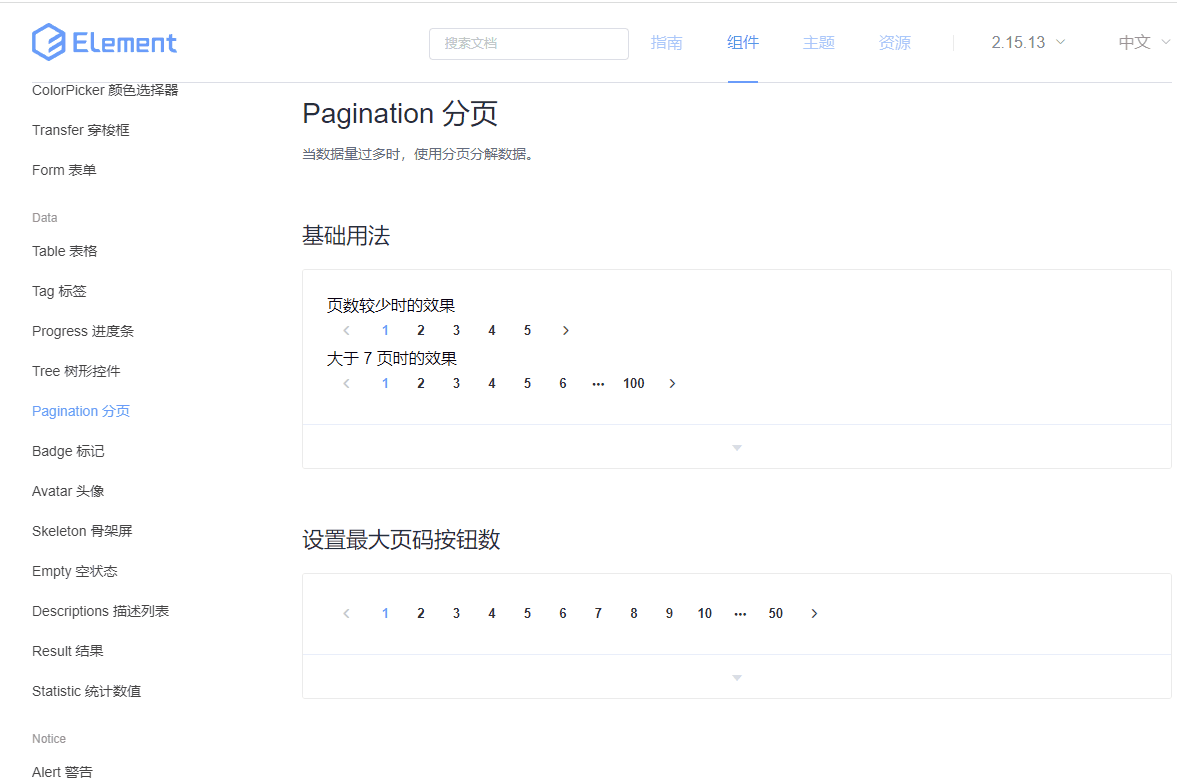 Element
搜索文档
指南
组件
主题
资源
2.15.13
中文
ColorPicker 颜色选择器
Transfer 穿梭框
Form 表单
Data
Table 表格
Tag 标签
Progress 进度条
Tree 树形控件
Pagination 分页
Badge 标记
Avatar 头像
Skeleton 骨架屏
Empty 空状态
Descriptions 描述列表
Result 结果
Statistic 统计数值
Notice
Alert 警告
Pagination 分页
当数据量过多时，使用分页分解数据。
基础用法
页数较少时的效果
1 2 3 4 5
大于 7 页时的效果
1 2 3 4 5 6 ••• 100
设置最大页码按钮数
1 2 3 4 5 6 7 8 9 10 ••• 50